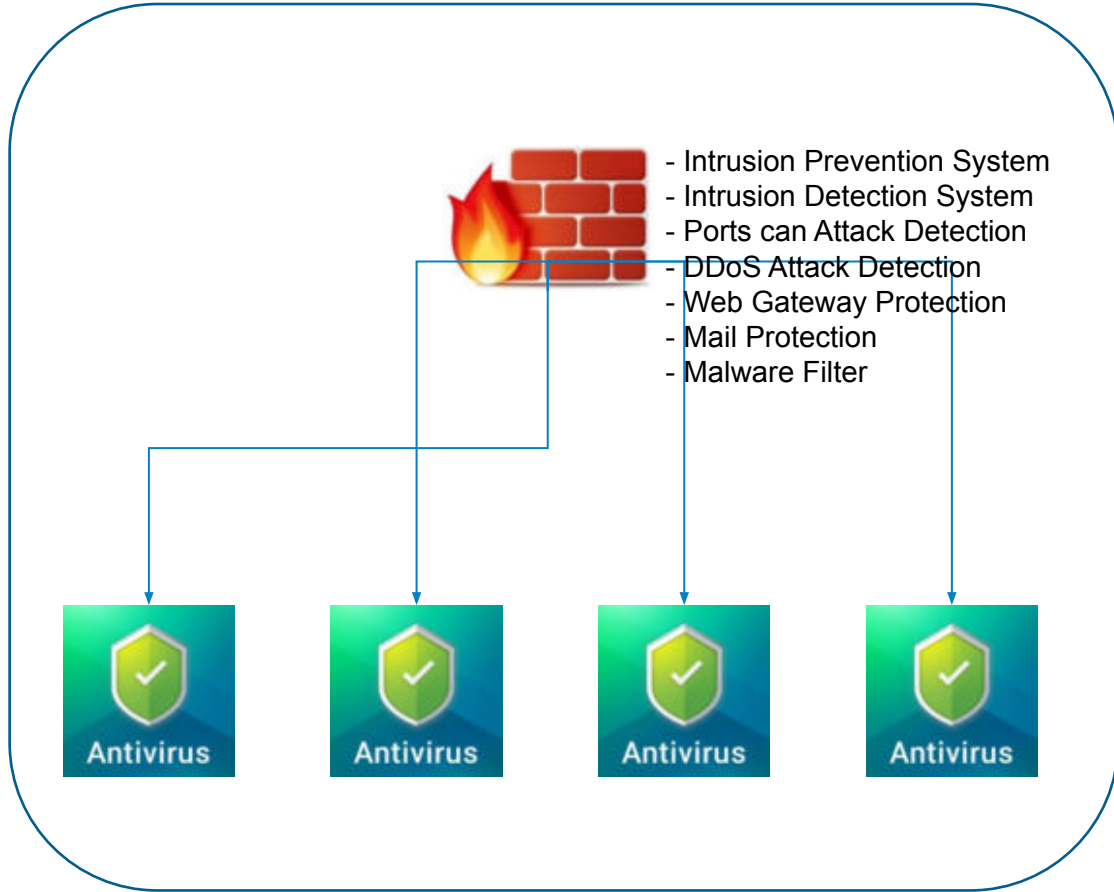 - Intrusion Prevention System
- Intrusion Detection System
- Ports can Attack Detection
- DDoS Attack Detection
- Web Gateway Protection
- Mail Protection
- Malware Filter
Antivirus
Antivirus
Antivirus
Antivirus